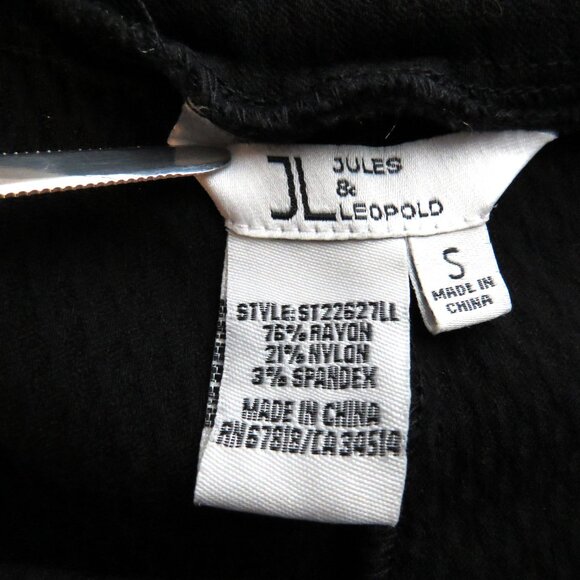 JL JULES
&
LEOPOLD
S
MADE IN
CHINA
STYLE: ST22627LL
76% RAYON
21% NYLON
3% SPANDEX
MADE IN CHINA
RN67818/CA34514